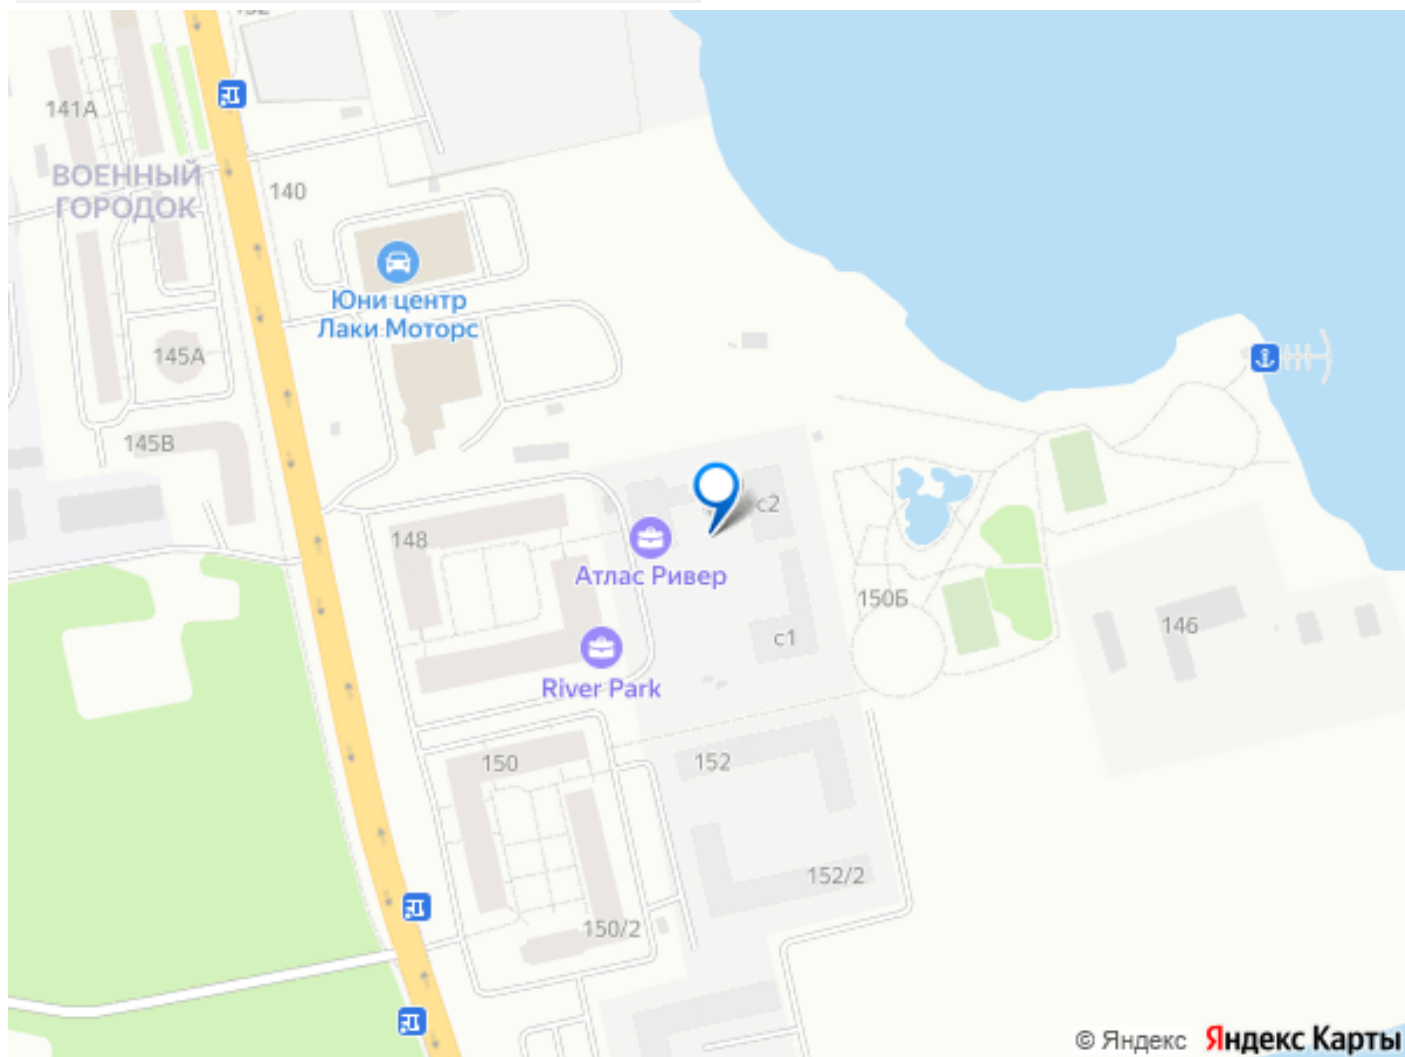 141А
ВОЕННЫЙ
ГОРОДОК
140
Юни центр
Лаки Моторс
145А
145В
148
с2
Атлас Ривер
150Б
146
с1
River Park
150
152
152/2
150/2
© Яндекс Яндекс Карты